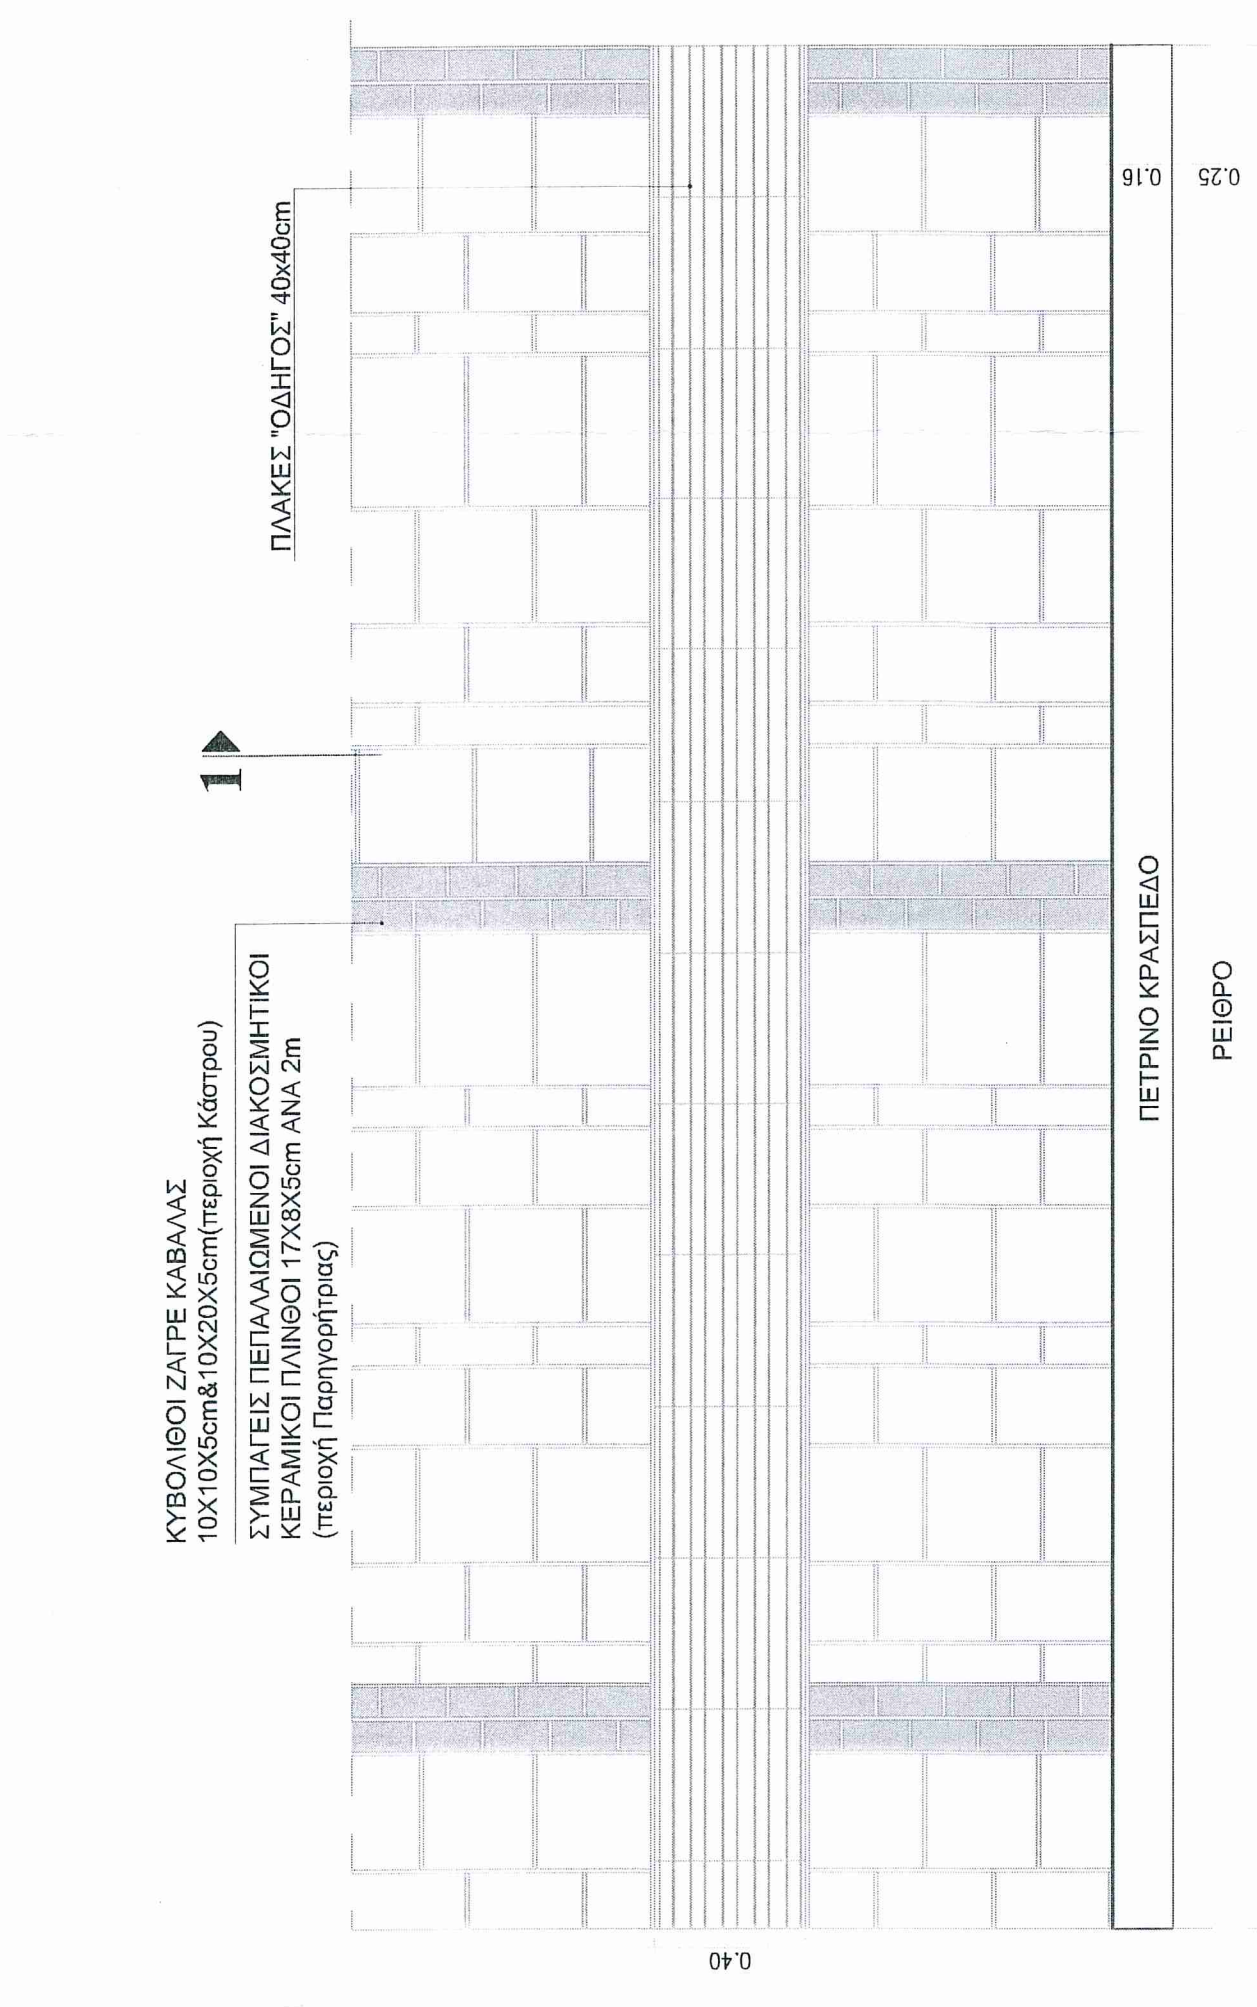 ΚΥΒΟΛΙΘΟΙ ΖΑΓΡΕ ΚΑΒΑΛΑΣ
10Χ10Χ5cm&10Χ20Χ5cm(περιοχή Κάστρου)
ΣΥΜΠΑΓΕΙΣ ΠΕΠΑΛΑΙΩΜΕΝΟΙ ΔΙΑΚΟΣΜΗΤΙΚΟΙ
ΚΕΡΑΜΙΚΟΙ ΠΛΙΝΘΟΙ 17Χ8Χ5cm ΑΝΑ 2m
(περιοχή Παρηγορήτριας)
1
ΠΛΑΚΕΣ "ΟΔΗΓΟΣ" 40x40cm
0.40
ΠΕΤΡΙΝΟ ΚΡΑΣΠΕΔΟ
0.16
ΡΕΙΘΡΟ
0.25